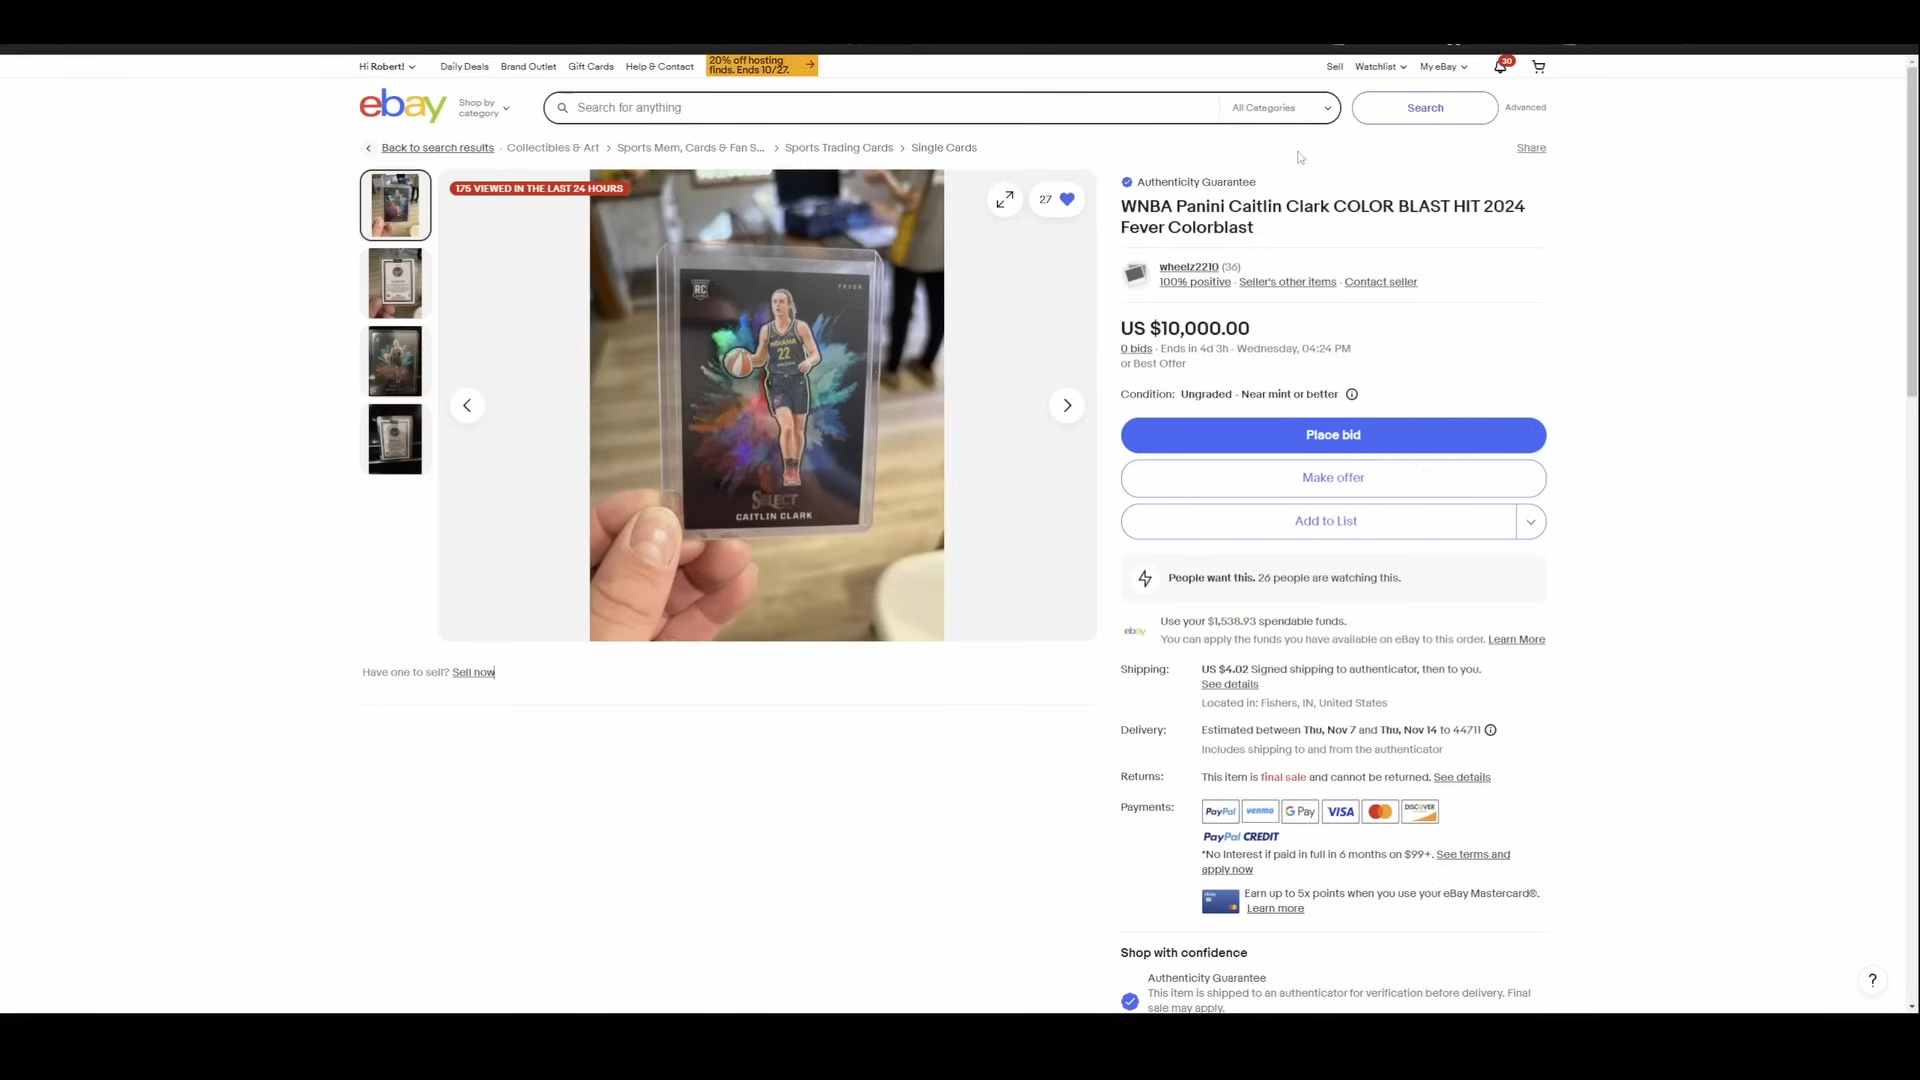 Hi Robert!
Daily Deals
Brand Outlet
Gift Cards
Help & Contact
20% off hosting
finds. Ends 10/27.
Sell
Watchlist
My eBay
30
ebay
Shop by
category
Search for anything
All Categories
Search
Advanced
Back to search results
Collectibles & Art
Sports Mem, Cards & Fan S...
Sports Trading Cards
Single Cards
Share
175 VIEWED IN THE LAST 24 HOURS
27
RC
FEVER
INDIANA
22
SELECT
CAITLIN CLARK
Have one to sell? Sell now
Authenticity Guarantee
WNBA Panini Caitlin Clark COLOR BLAST HIT 2024
Fever Colorblast
wheelz2210 (36)
100% positive · Seller's other items · Contact seller
US $10,000.00
0 bids · Ends in 4d 3h · Wednesday, 04:24 PM
or Best Offer
Condition: Ungraded - Near mint or better
Place bid
Make offer
Add to List
People want this. 26 people are watching this.
ebay
Use your $1,538.93 spendable funds.
You can apply the funds you have available on eBay to this order. Learn More
Shipping: US $4.02 Signed shipping to authenticator, then to you.
See details
Located in: Fishers, IN, United States
Delivery: Estimated between Thu, Nov 7 and Thu, Nov 14 to 44711
Includes shipping to and from the authenticator
Returns: This item is final sale and cannot be returned. See details
Payments: PayPal venmo G Pay VISA DISCOVER
PayPal CREDIT
*No Interest if paid in full in 6 months on $99+. See terms and
apply now
Earn up to 5x points when you use your eBay Mastercard®.
Learn more
Shop with confidence
Authenticity Guarantee
This item is shipped to an authenticator for verification before delivery. Final
sale may apply.
?